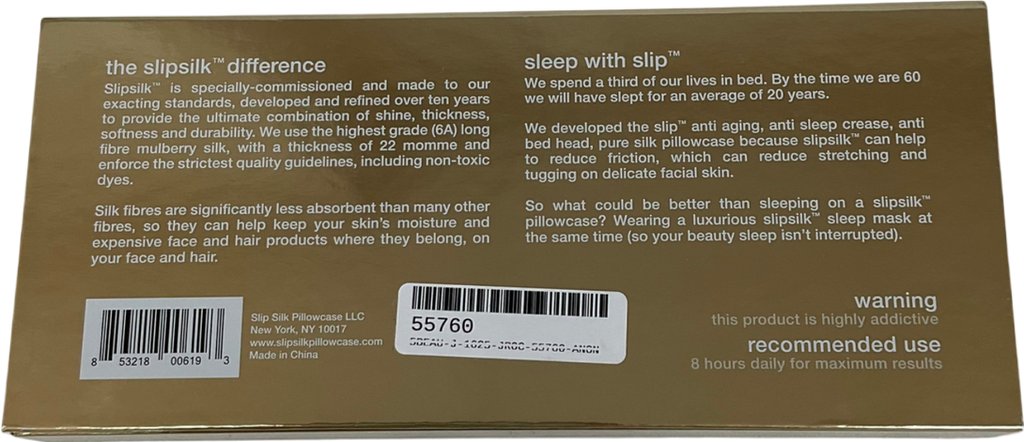 the slipsilk™ difference
Slipsilk™ is specially-commissioned and made to our
exacting standards, developed and refined over ten years
to provide the ultimate combination of shine, thickness,
softness and durability. We use the highest grade (6A) long
fibre mulberry silk, with a thickness of 22 momme and
enforce the strictest quality guidelines, including non-toxic
dyes.
Silk fibres are significantly less absorbent than many other
fibres, so they can help keep your skin's moisture and
expensive face and hair products where they belong, on
your face and hair.
sleep with slip™
We spend a third of our lives in bed. By the time we are 60
we will have slept for an average of 20 years.
We developed the slip™ anti aging, anti sleep crease, anti
bed head, pure silk pillowcase because slipsilk™ can help
to reduce friction, which can reduce stretching and
tugging on delicate facial skin.
So what could be better than sleeping on a slipsilk™
pillowcase? Wearing a luxurious slipsilk™ sleep mask at
the same time (so your beauty sleep isn't interrupted).
8 53218 00619 3
Slip Silk Pillowcase LLC
New York, NY 10017
www.slipsilkpillowcase.com
Made in China
55760
warning
this product is highly addictive
recommended use
8 hours daily for maximum results